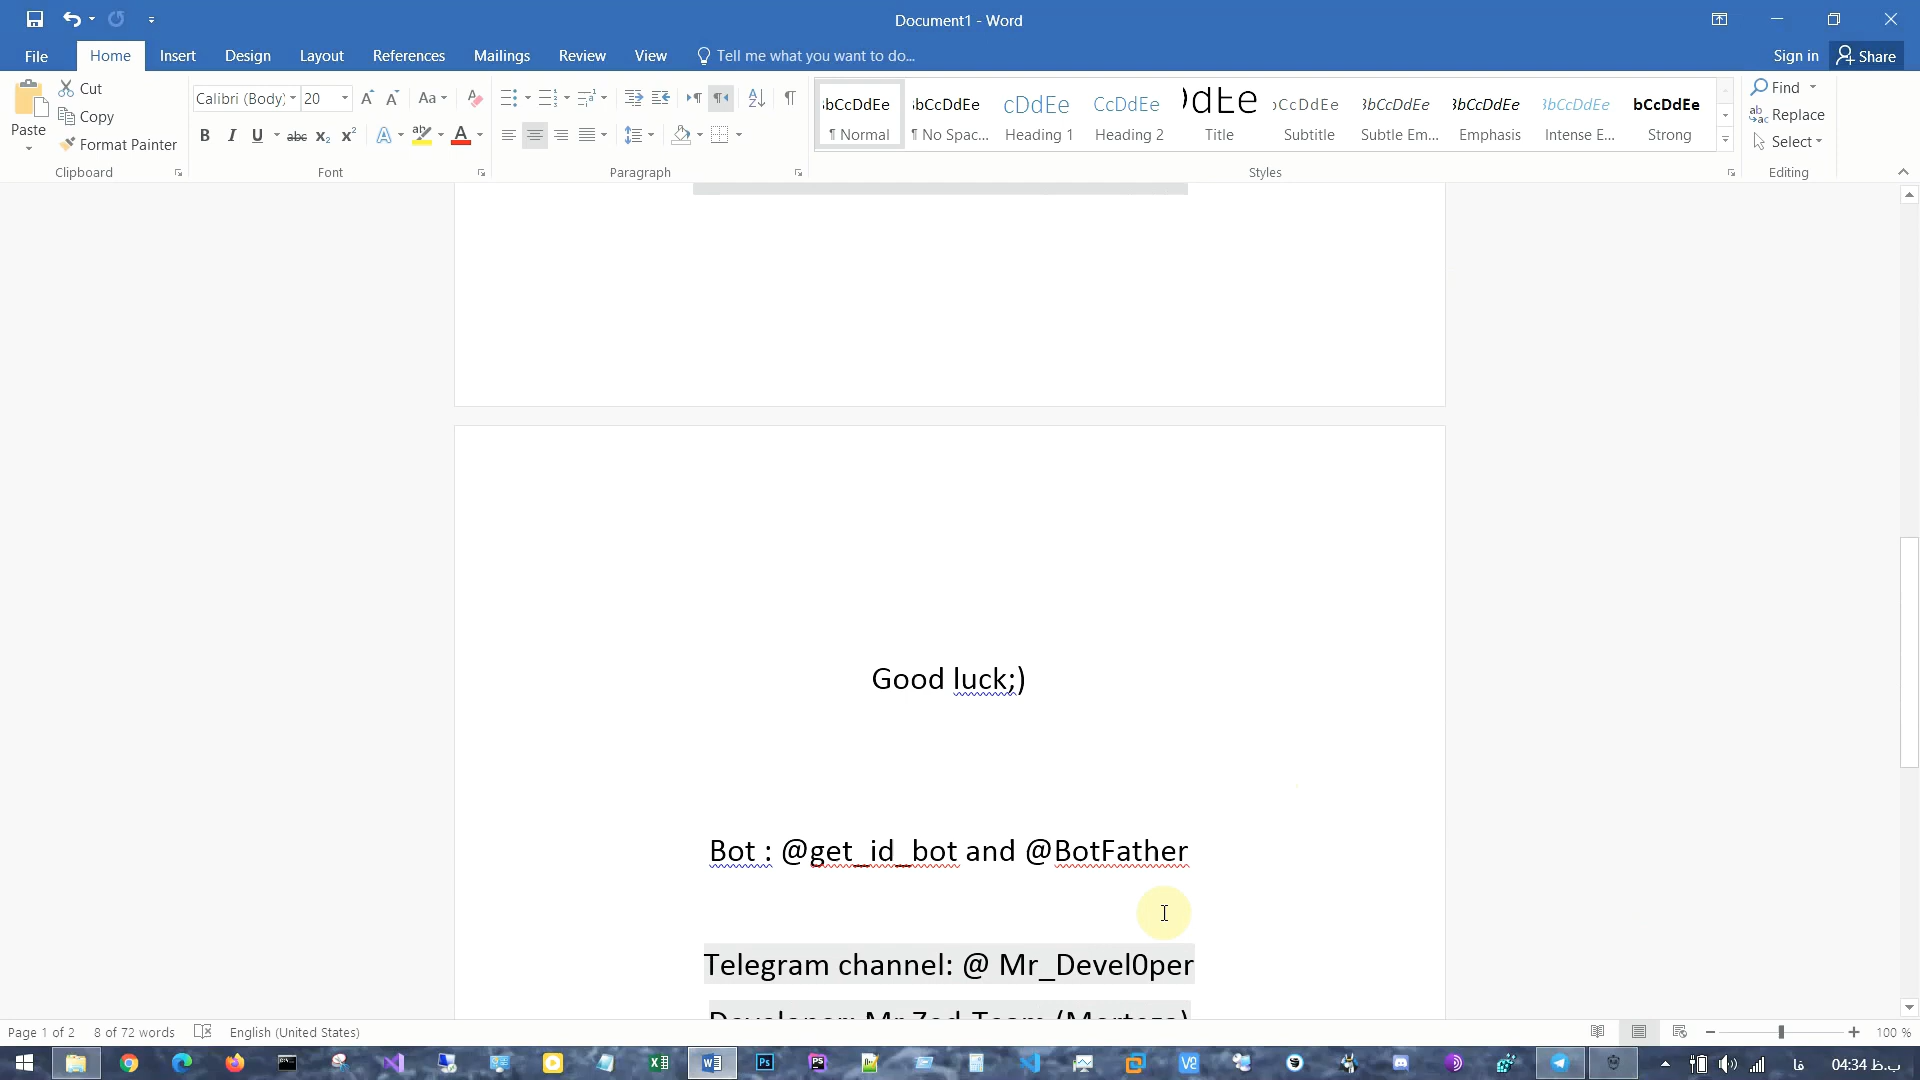 Document1 - Word
File
Home
Insert
Design
Layout
References
Mailings
Review
View
Tell me what you want to do...
Sign in
Share
Paste
Cut
Copy
Format Painter
Clipboard
Calibri (Body)
20
Aa
Font
Paragraph
¶ Normal
¶ No Spac...
Heading 1
Heading 2
Title
Subtitle
Subtle Em...
Emphasis
Intense E...
Strong
Styles
Find
Replace
Select
Editing
Good luck;)
Bot : @get_id_bot and @BotFather
Telegram channel: @ Mr_Devel0per
Page 1 of 2
8 of 72 words
English (United States)
100 %
فا
04:34 ب.ظ